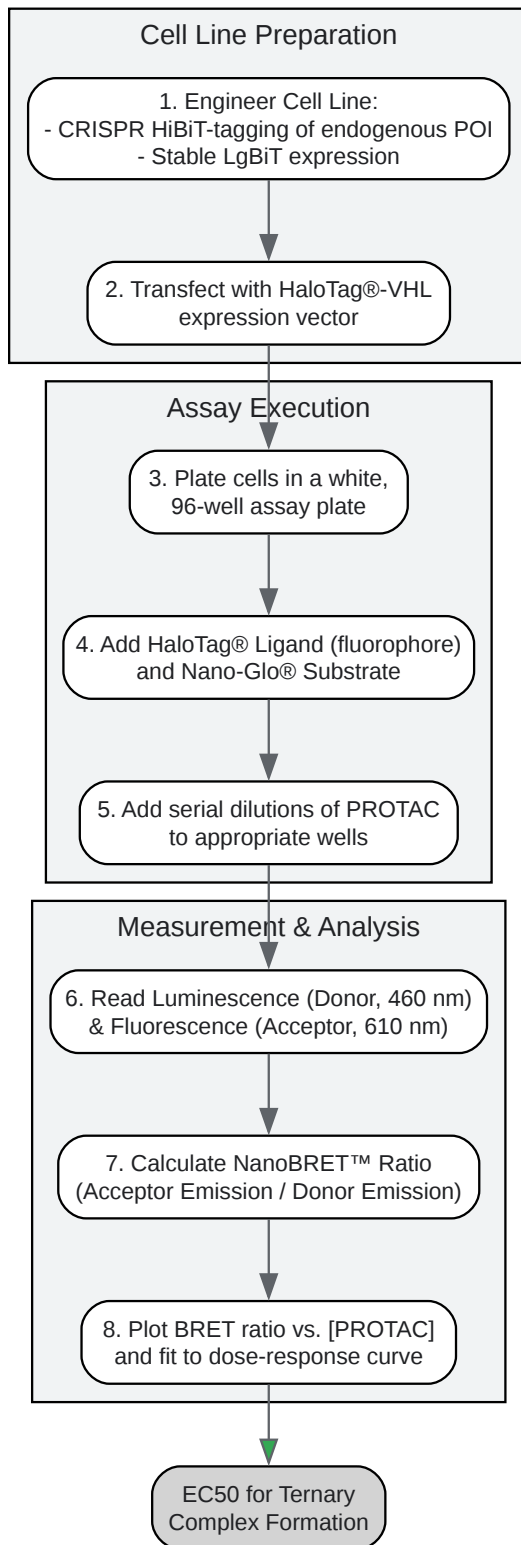 Cell Line Preparation
1. Engineer Cell Line:
- CRISPR HiBiT-tagging of endogenous POI
- Stable LgBiT expression
2. Transfect with HaloTag®-VHL
expression vector
Assay Execution
3. Plate cells in a white,
96-well assay plate
4. Add HaloTag® Ligand (fluorophore)
and Nano-Glo® Substrate
5. Add serial dilutions of PROTAC
to appropriate wells
Measurement & Analysis
6. Read Luminescence (Donor, 460 nm)
& Fluorescence (Acceptor, 610 nm)
7. Calculate NanoBRET™ Ratio
(Acceptor Emission / Donor Emission)
8. Plot BRET ratio vs. [PROTAC]
and fit to dose-response curve
EC50 for Ternary
Complex Formation